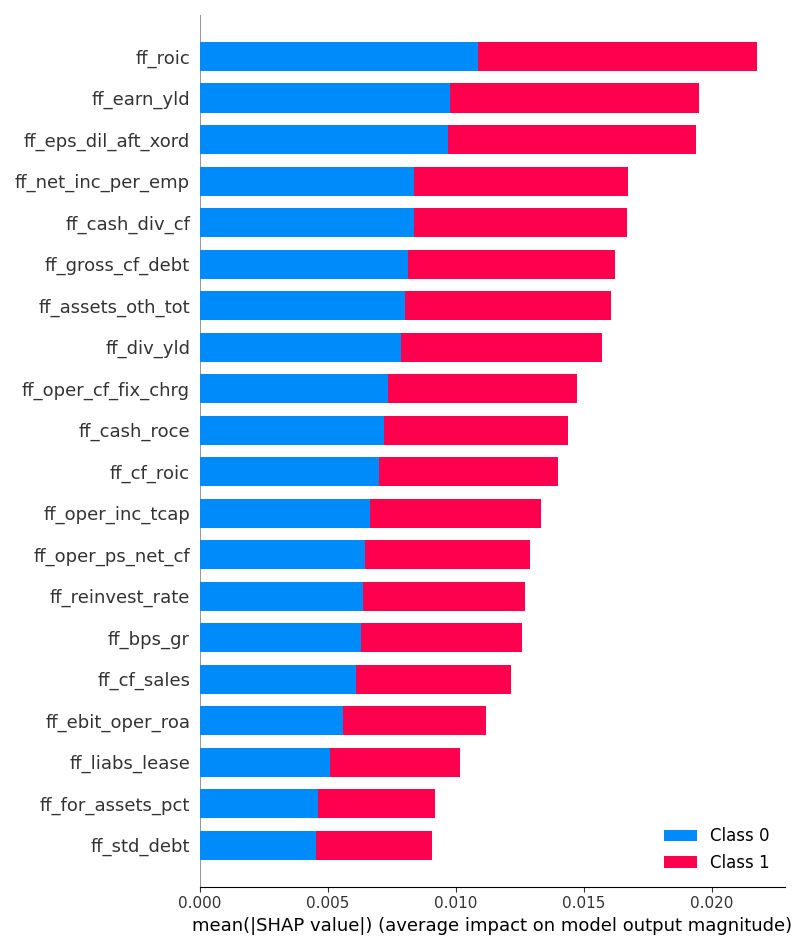 ff_roic
ff_earn_yld
ff_eps_dil_aft_xord
ff_net_inc_per_emp
ff_cash_div_cf
ff_gross_cf_debt
ff_assets_oth_tot
ff_div_yld
ff_oper_cf_fix_chrg
ff_cash_roce
ff_cf_roic
ff_oper_inc_tcap
ff_oper_ps_net_cf
ff_reinvest_rate
ff_bps_gr
ff_cf_sales
ff_ebit_oper_roa
ff_liabs_lease
ff_for_assets_pct
ff_std_debt
Class 0
Class 1
0.000 0.005 0.010 0.015 0.020
mean(|SHAP value|) (average impact on model output magnitude)